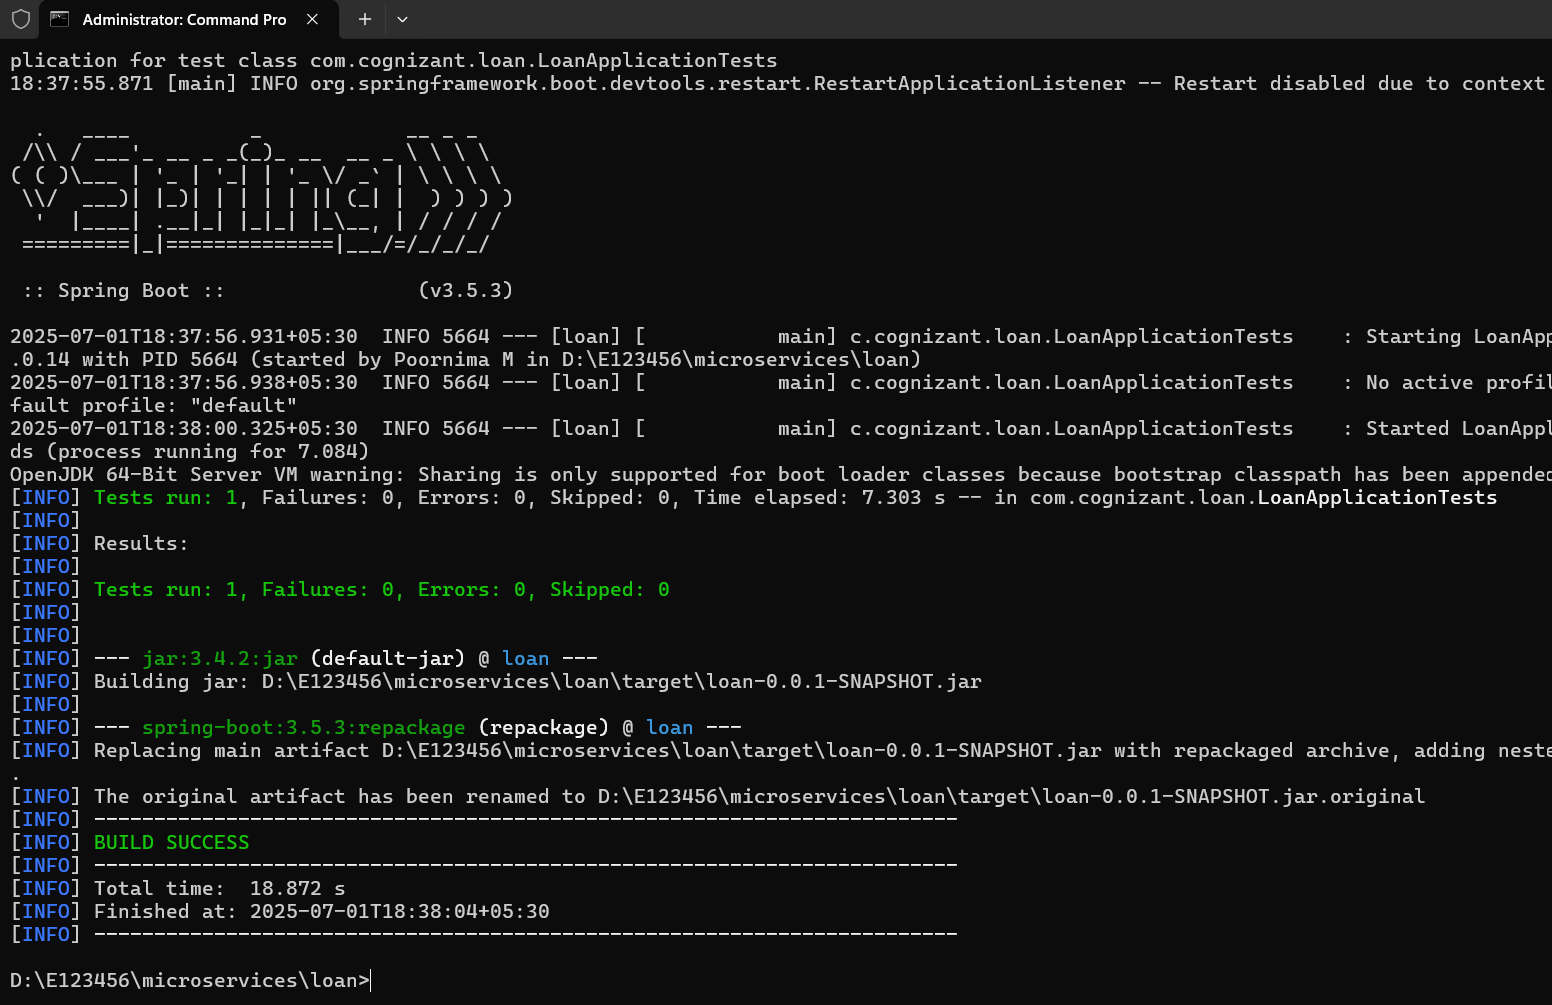 Administrator: Command Pro
plication for test class com.cognizant.loan.LoanApplicationTests
18:37:55.871 [main] INFO org.springframework.boot.devtools.restart.RestartApplicationListener -- Restart disabled due to context
  .   ____          _            __ _ _
 /\\ / ___'_ __ _ _(_)_ __  __ _ \ \ \ \
( ( )\___ | '_ | '_| | '_ \/ _` | \ \ \ \
 \\/  ___)| |_)| | | | | || (_| |  ) ) ) )
  '  |____| .__|_| |_|_| |_\__, | / / / /
 =========|_|==============|___/=/_/_/_/
 :: Spring Boot ::                (v3.5.3)
2025-07-01T18:37:56.931+05:30  INFO 5664 --- [loan] [           main] c.cognizant.loan.LoanApplicationTests    : Starting LoanApp
.0.14 with PID 5664 (started by Poornima M in D:\E123456\microservices\loan)
2025-07-01T18:37:56.938+05:30  INFO 5664 --- [loan] [           main] c.cognizant.loan.LoanApplicationTests    : No active profil
fault profile: "default"
2025-07-01T18:38:00.325+05:30  INFO 5664 --- [loan] [           main] c.cognizant.loan.LoanApplicationTests    : Started LoanAppl
ds (process running for 7.084)
OpenJDK 64-Bit Server VM warning: Sharing is only supported for boot loader classes because bootstrap classpath has been appended
[INFO] Tests run: 1, Failures: 0, Errors: 0, Skipped: 0, Time elapsed: 7.303 s -- in com.cognizant.loan.LoanApplicationTests
[INFO]
[INFO] Results:
[INFO]
[INFO] Tests run: 1, Failures: 0, Errors: 0, Skipped: 0
[INFO]
[INFO]
[INFO] --- jar:3.4.2:jar (default-jar) @ loan ---
[INFO] Building jar: D:\E123456\microservices\loan\target\loan-0.0.1-SNAPSHOT.jar
[INFO]
[INFO] --- spring-boot:3.5.3:repackage (repackage) @ loan ---
[INFO] Replacing main artifact D:\E123456\microservices\loan\target\loan-0.0.1-SNAPSHOT.jar with repackaged archive, adding neste
.
[INFO] The original artifact has been renamed to D:\E123456\microservices\loan\target\loan-0.0.1-SNAPSHOT.jar.original
[INFO] ------------------------------------------------------------------------
[INFO] BUILD SUCCESS
[INFO] ------------------------------------------------------------------------
[INFO] Total time:  18.872 s
[INFO] Finished at: 2025-07-01T18:38:04+05:30
[INFO] ------------------------------------------------------------------------
D:\E123456\microservices\loan>